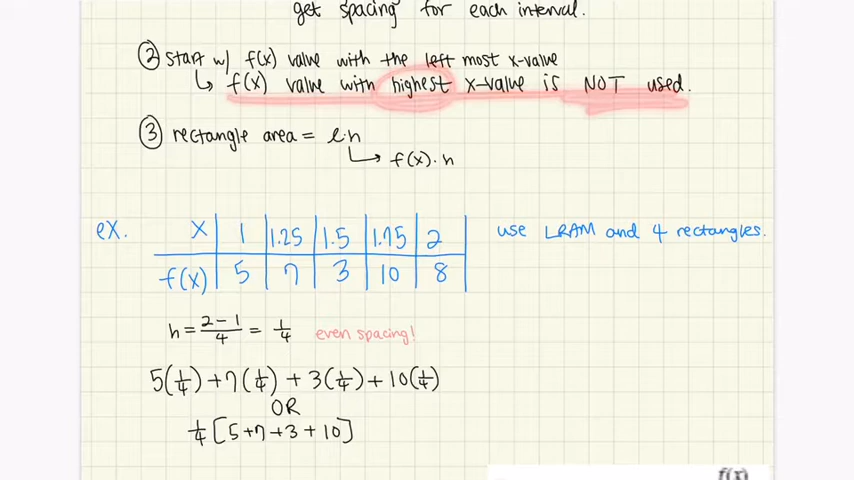 get spacing for each interval.
② start w/ f(x) value with the left most x-value
↳ f(x) value with highest x-value is NOT used.
③ rectangle area = l·h
↳ f(x)·h
ex. x | 1 | 1.25 | 1.5 | 1.75 | 2 use LRAM and 4 rectangles.
f(x) | 5 | 7 | 3 | 10 | 8
h = 2-1/4 = 1/4 even spacing!
5(1/4) + 7(1/4) + 3(1/4) + 10(1/4)
OR
1/4 [5+7+3+10]
f(x)